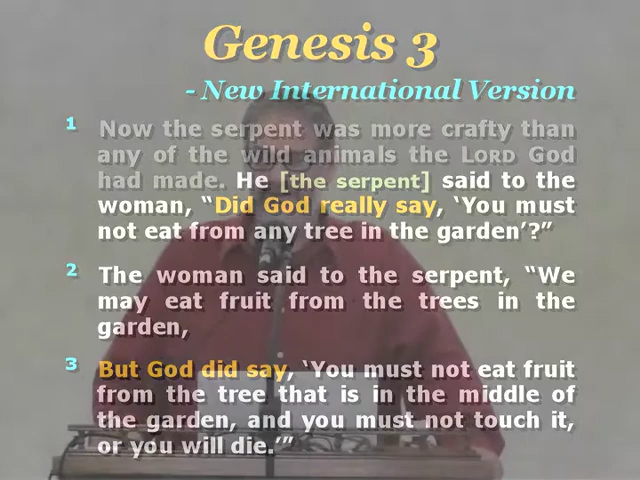 Genesis 3
- New International Version
1 Now the serpent was more crafty than
any of the wild animals the LORD God
had made. He [the serpent] said to the
woman, “Did God really say, ‘You must
not eat from any tree in the garden’?”
2 The woman said to the serpent, “We
may eat fruit from the trees in the
garden,
3 But God did say, ‘You must not eat fruit
from the tree that is in the middle of
the garden, and you must not touch it,
or you will die.’”